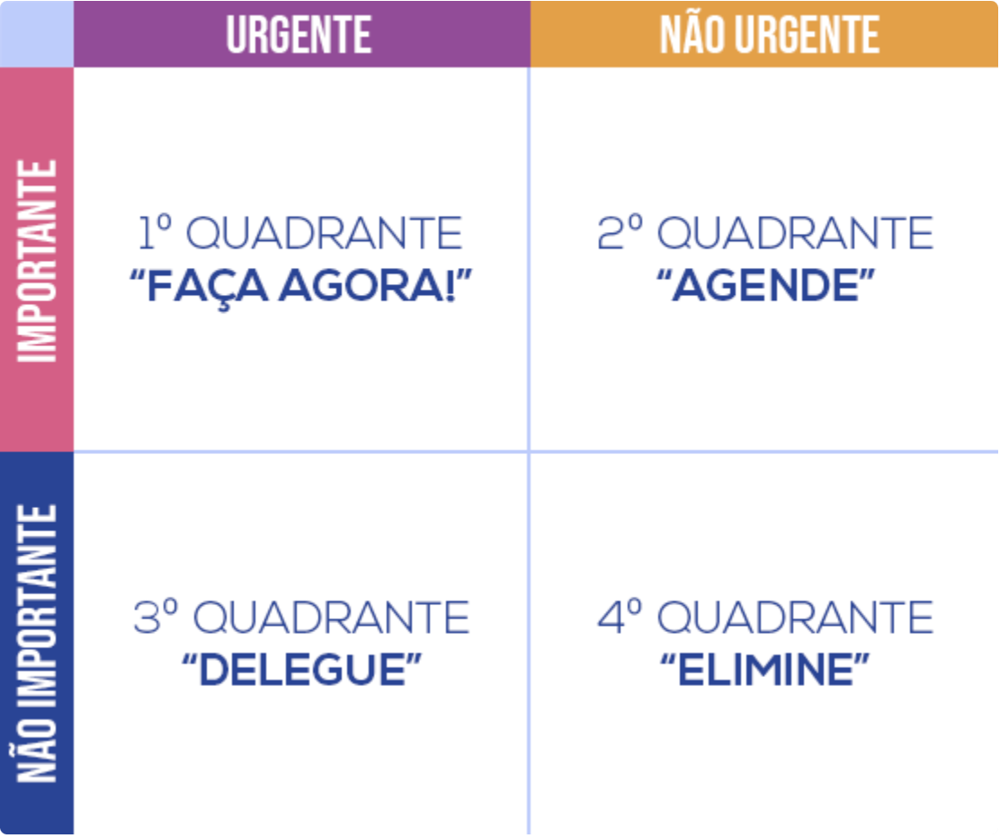 URGENTE
NÃO URGENTE
IMPORTANTE
1º QUADRANTE
“FAÇA AGORA!”
2º QUADRANTE
“AGENDE”
NÃO IMPORTANTE
3º QUADRANTE
“DELEGUE”
4º QUADRANTE
“ELIMINE”